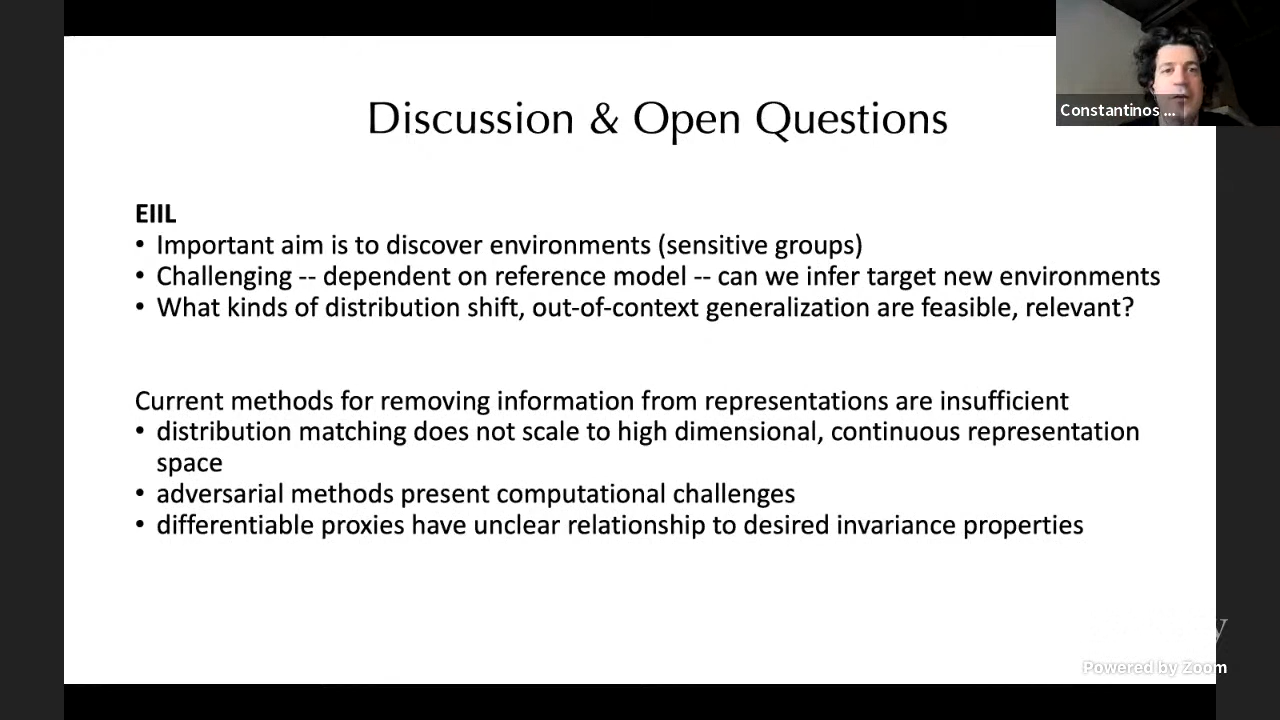 Constantinos ...
Discussion & Open Questions
EIIL
• Important aim is to discover environments (sensitive groups)
• Challenging -- dependent on reference model -- can we infer target new environments
• What kinds of distribution shift, out-of-context generalization are feasible, relevant?
Current methods for removing information from representations are insufficient
• distribution matching does not scale to high dimensional, continuous representation
space
• adversarial methods present computational challenges
• differentiable proxies have unclear relationship to desired invariance properties
Powered by Zoom